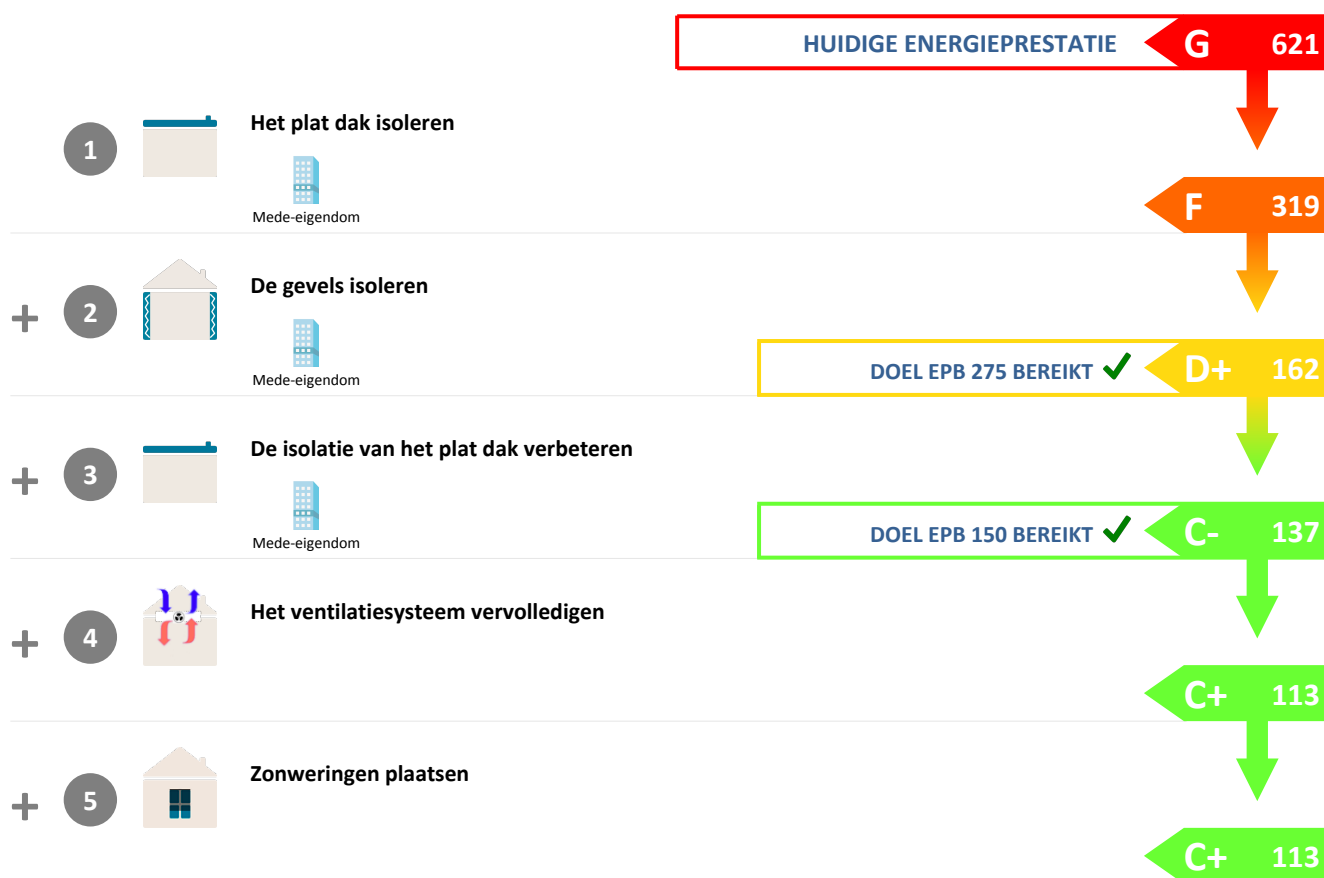 HUIDIGE ENERGIEPRESTATIE G 621
1 Het plat dak isoleren
Mede-eigendom
F 319
+ 2 De gevels isoleren
Mede-eigendom
DOEL EPB 275 BEREIKT ✓ D+ 162
+ 3 De isolatie van het plat dak verbeteren
Mede-eigendom
DOEL EPB 150 BEREIKT ✓ C- 137
+ 4 Het ventilatiesysteem vervolledigen
C+ 113
+ 5 Zonweringen plaatsen
C+ 113